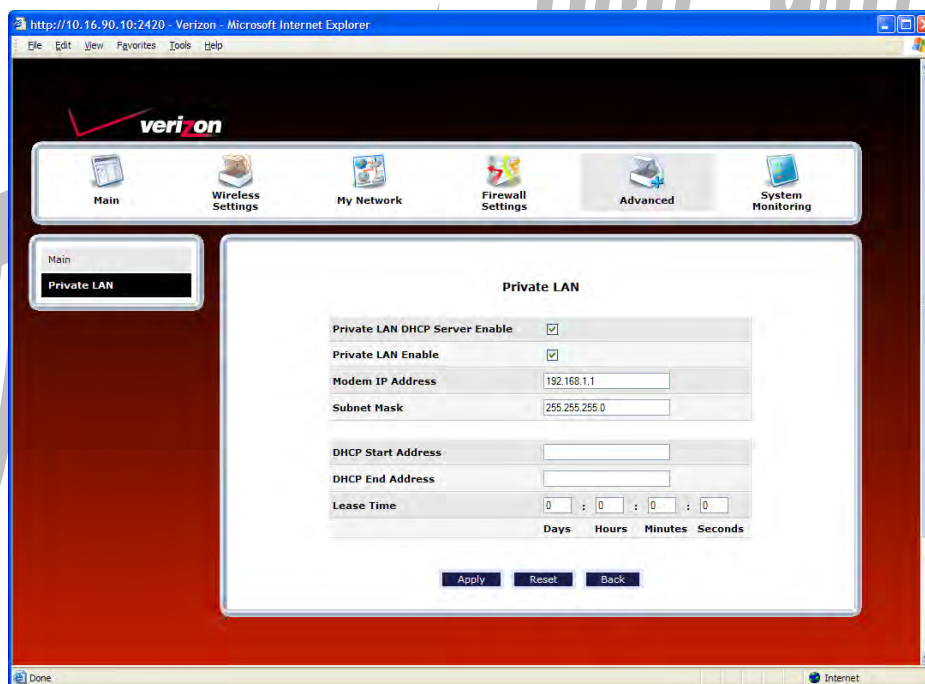 http://10.16.90.10:2420 - Verizon - Microsoft Internet Explorer
File Edit View Favorites Tools Help
verizon
Main
Wireless Settings
My Network
Firewall Settings
Advanced
System Monitoring
Main
Private LAN
Private LAN
Private LAN DHCP Server Enable
Private LAN Enable
Modem IP Address 192.168.1.1
Subnet Mask 255.255.255.0
DHCP Start Address
DHCP End Address
Lease Time 0 : 0 : 0 : 0
Days Hours Minutes Seconds
Apply Reset Back
Done Internet